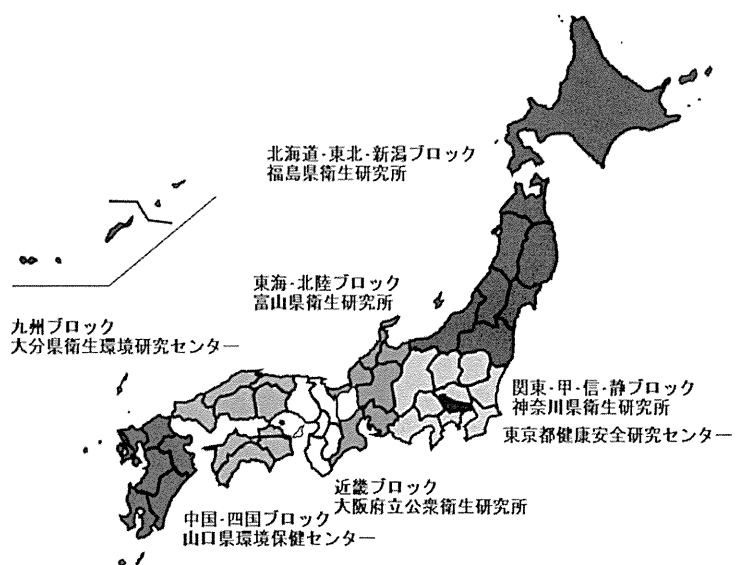 北海道・東北・新潟ブロック
福島県衛生研究所
東海・北陸ブロック
富山県衛生研究所
九州ブロック
大分県衛生環境研究センター
関東・甲・信・静ブロック
神奈川県衛生研究所
東京都健康安全研究センター
近畿ブロック
大阪府立公衆衛生研究所
中国・四国ブロック
山口県環境保健センター